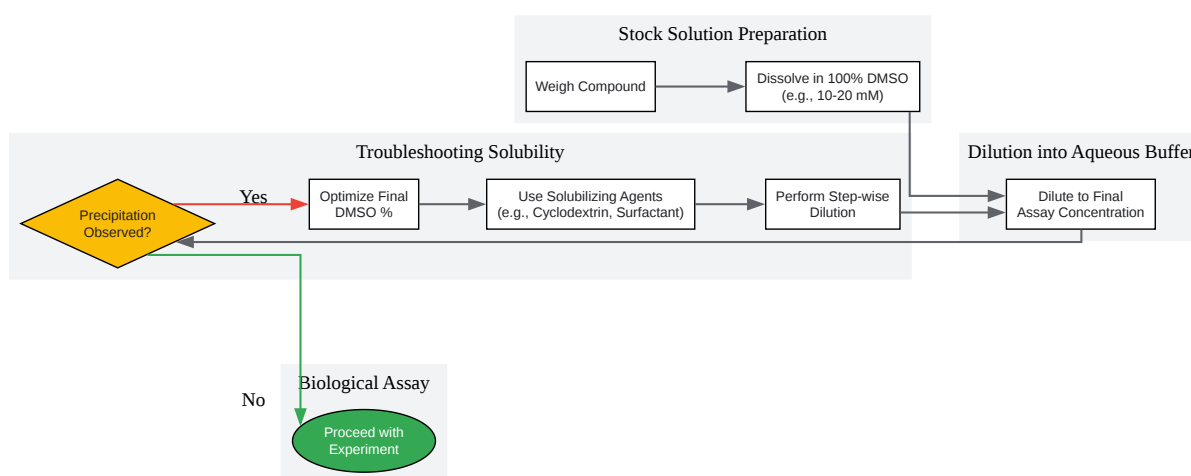 Stock Solution Preparation
Weigh Compound
Dissolve in 100% DMSO
(e.g., 10-20 mM)
Troubleshooting Solubility
Dilution into Aqueous Buffer
Precipitation
Observed?
Yes
Optimize Final
DMSO %
Use Solubilizing Agents
(e.g., Cyclodextrin, Surfactant)
Perform Step-wise
Dilution
Dilute to Final
Assay Concentration
No
Biological Assay
Proceed with
Experiment